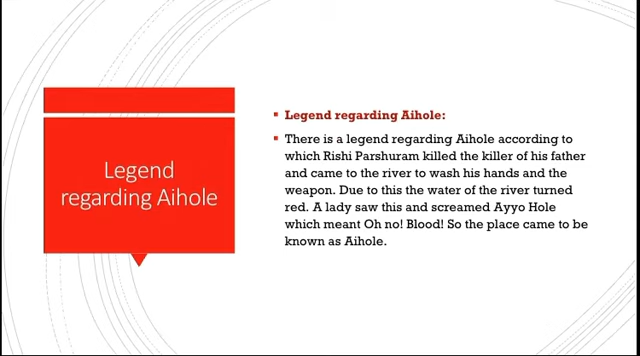 Legend
regarding Aihole
Legend regarding Aihole:
There is a legend regarding Aihole according to
which Rishi Parshuram killed the killer of his father
and came to the river to wash his hands and the
weapon. Due to this the water of the river turned
red. A lady saw this and screamed Ayyo Hole
which meant Oh no! Blood! So the place came to be
known as Aihole.